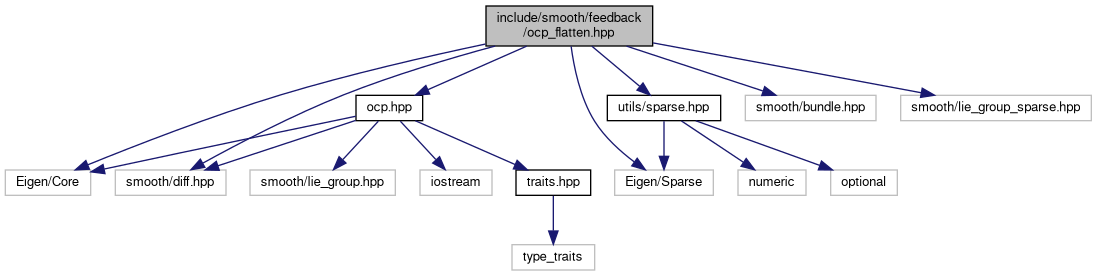 include/smooth/feedback
/ocp_flatten.hpp
ocp.hpp
utils/sparse.hpp
smooth/bundle.hpp
smooth/lie_group_sparse.hpp
Eigen/Core
smooth/diff.hpp
smooth/lie_group.hpp
iostream
traits.hpp
Eigen/Sparse
numeric
optional
type_traits